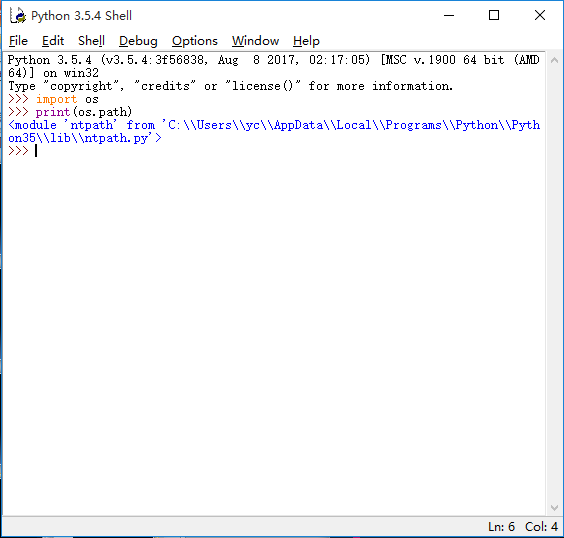 Python 3.5.4 Shell
File Edit Shell Debug Options Window Help
Python 3.5.4 (v3.5.4:3f56838, Aug  8 2017, 02:17:05) [MSC v.1900 64 bit (AMD
64)] on win32
Type "copyright", "credits" or "license()" for more information.
>>> import os
>>> print(os.path)
<module 'ntpath' from 'C:\\Users\\yc\\AppData\\Local\\Programs\\Python\\Pyth
on35\\lib\\ntpath.py'>
>>>
Ln: 6 Col: 4